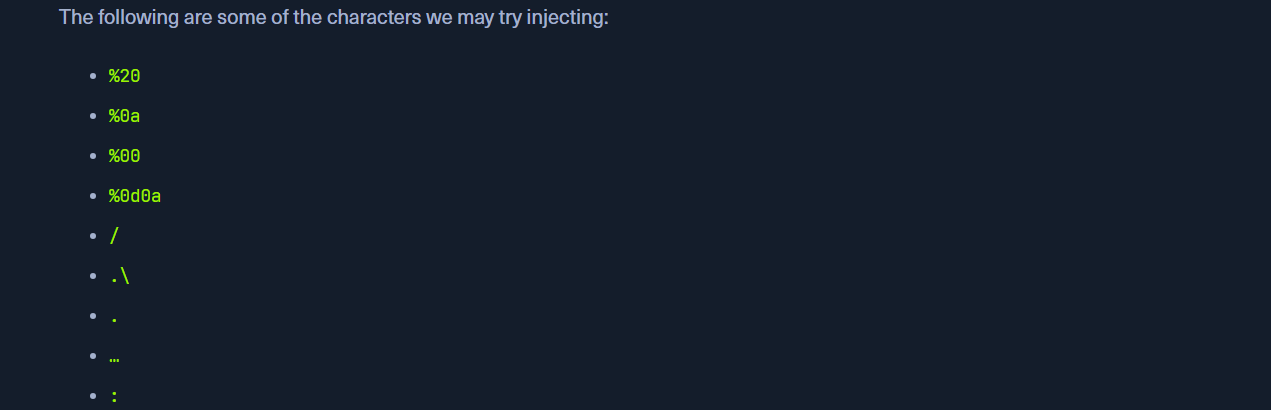 The following are some of the characters we may try injecting:
%20
%0a
%00
%0d0a
/
.\
.
…
: